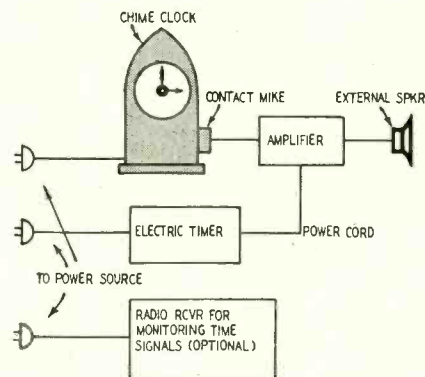 CHIME CLOCK
CONTACT MIKE
EXTERNAL SPKR
AMPLIFIER
ELECTRIC TIMER
POWER CORD
TO POWER SOURCE
RADIO RCVR FOR
MONITORING TIME
SIGNALS (OPTIONAL)